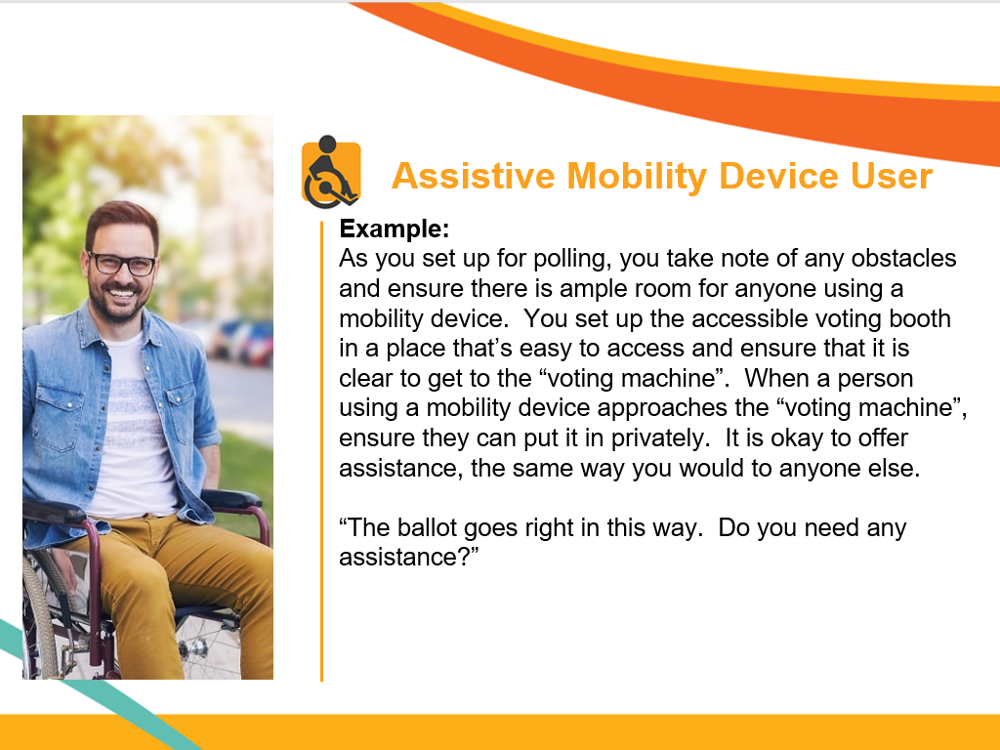 Assistive Mobility Device User
Example:
As you set up for polling, you take note of any obstacles
and ensure there is ample room for anyone using a
mobility device.  You set up the accessible voting booth
in a place that’s easy to access and ensure that it is
clear to get to the “voting machine”.  When a person
using a mobility device approaches the “voting machine”,
ensure they can put it in privately.  It is okay to offer
assistance, the same way you would to anyone else.
“The ballot goes right in this way.  Do you need any
assistance?”